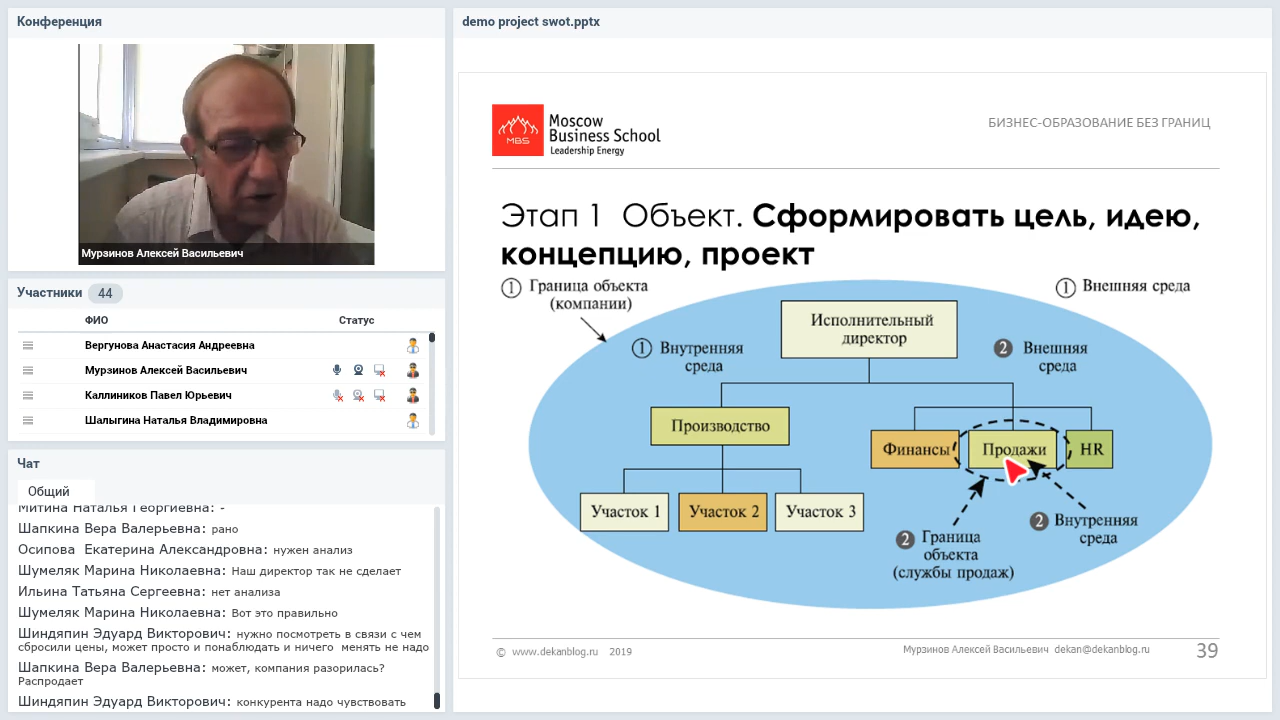 Конференция
Мурзинов Алексей Васильевич
Участники 44
ФИО Статус
Вергунова Анастасия Андреевна
Мурзинов Алексей Васильевич
Каллиников Павел Юрьевич
Шалыгина Наталья Владимировна
Чат
Общий
Митина Наталья Георгиевна: -
Шапкина Вера Валерьевна: рано
Осипова Екатерина Александровна: нужен анализ
Шумеляк Марина Николаевна: Наш директор так не сделает
Ильина Татьяна Сергеевна: нет анализа
Шумеляк Марина Николаевна: Вот это правильно
Шиндяпин Эдуард Викторович: нужно посмотреть в связи с чем
сбросили цены, может просто и понаблюдать и ничего менять не надо
Шапкина Вера Валерьевна: может, компания разорилась?
Распродает
Шиндяпин Эдуард Викторович: конкурента надо чувствовать
demo project swot.pptx
MBS
Moscow
Business School
Leadership Energy
БИЗНЕС-ОБРАЗОВАНИЕ БЕЗ ГРАНИЦ
Этап 1 Объект. Сформировать цель, идею,
концепцию, проект
1 Граница объекта
(компании)
1 Внешняя среда
Исполнительный
директор
1 Внутренняя
среда
2 Внешняя
среда
Производство
Финансы
Продажи
HR
Участок 1
Участок 2
Участок 3
2 Граница
объекта
(службы продаж)
2 Внутренняя
среда
© www.dekanblog.ru 2019
Мурзинов Алексей Васильевич dekan@dekanblog.ru
39